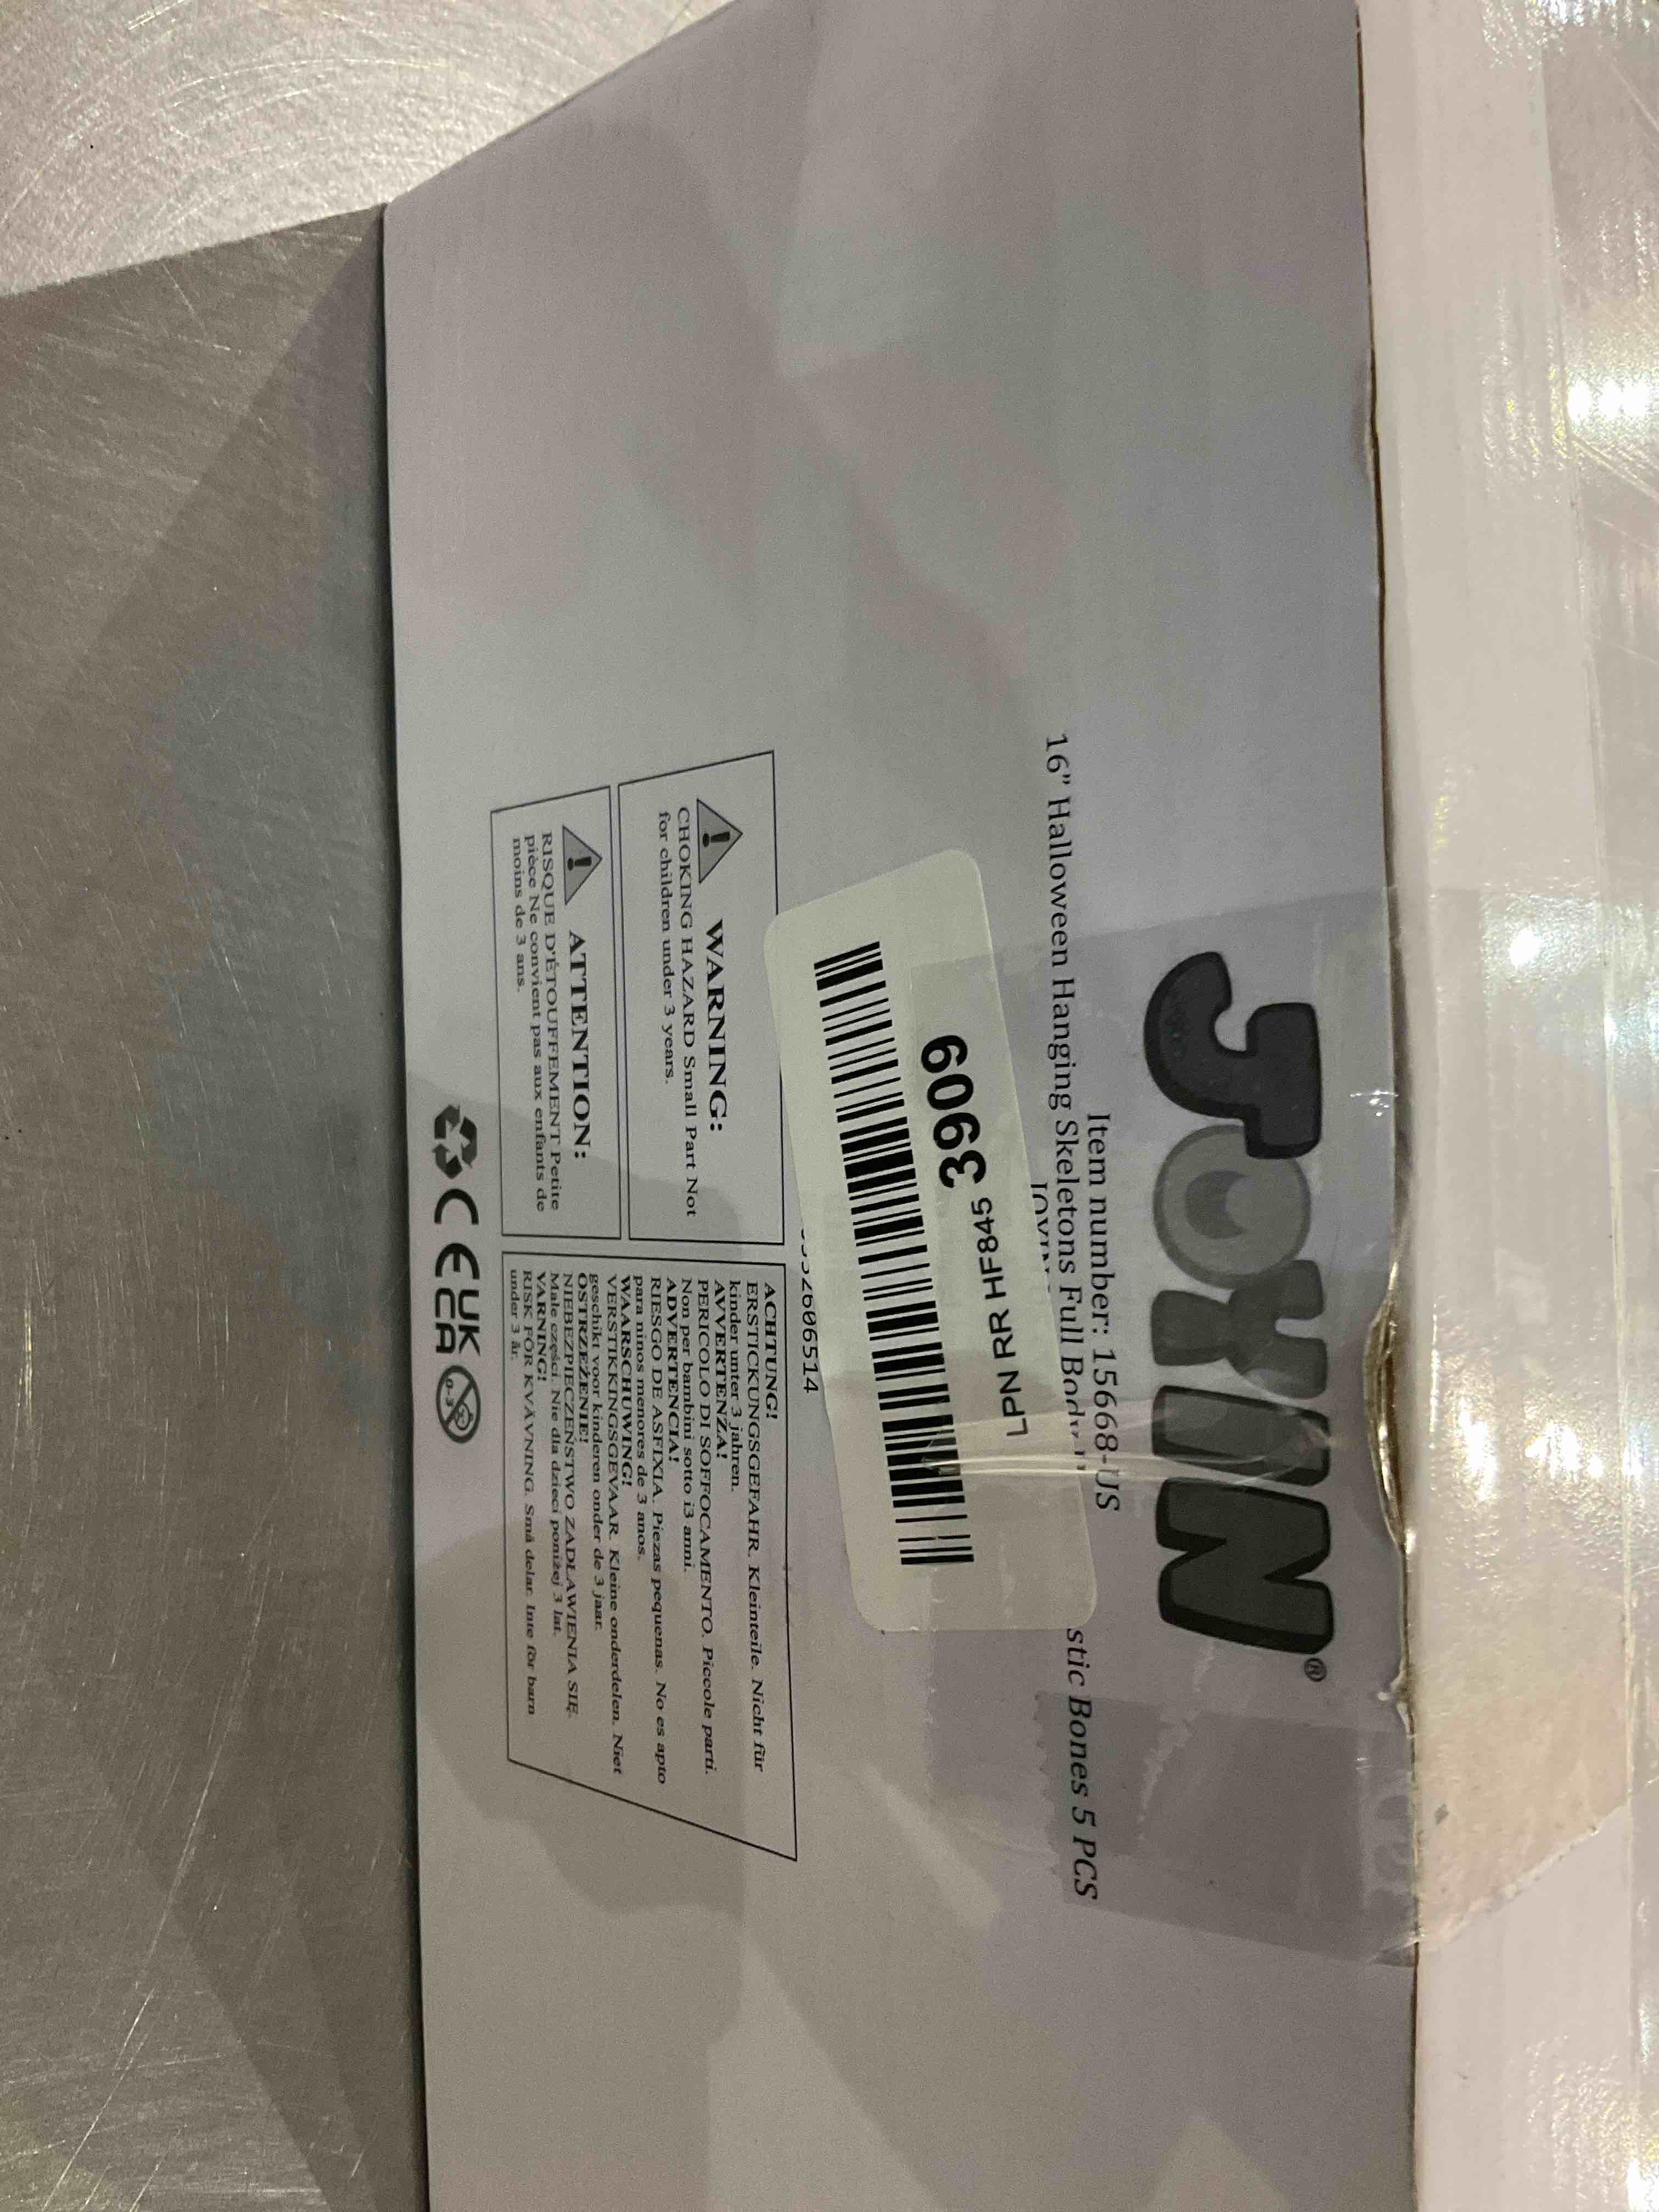 JOYIN®
Item number: 15668-US
16" Halloween Hanging Skeletons Full Body stic Bones 5 PCS
JOYIN
LPN RR HF845 3909
2606514
WARNING:
CHOKING HAZARD Small Part Not
for children under 3 years.
ATTENTION:
RISQUE D'ÉTOUFFEMENT Petite
pièce Ne convient pas aux enfants de
moins de 3 ans.
ACHTUNG!
ERSTICKUNGSGEFAHR. Kleinteile. Nicht für
kinder unter 3 jahren.
AVVERTENZA!
PERICOLO DI SOFFOCAMENTO. Piccole parti.
Non per bambini sotto i3 anni.
ADVERTENCIA!
RIESGO DE ASFIXIA. Piezas pequenas. No es apto
para ninos menores de 3 anos.
WAARSCHUWING!
VERSTIKKINGSGEVAAR. Kleine onderdelen. Niet
geschikt voor kinderen onder de 3 jaar.
OSTRZEŻENIE!
NIEBEZPIECZEŃSTWO ZADŁAWIENIA SIĘ.
Małe części. Nie dla dzieci poniżej 3 lat.
VARNING!
RISK FÖR KVÄVNING. Små delar. Inte för barn
under 3 år.
CE UK CA 0-3